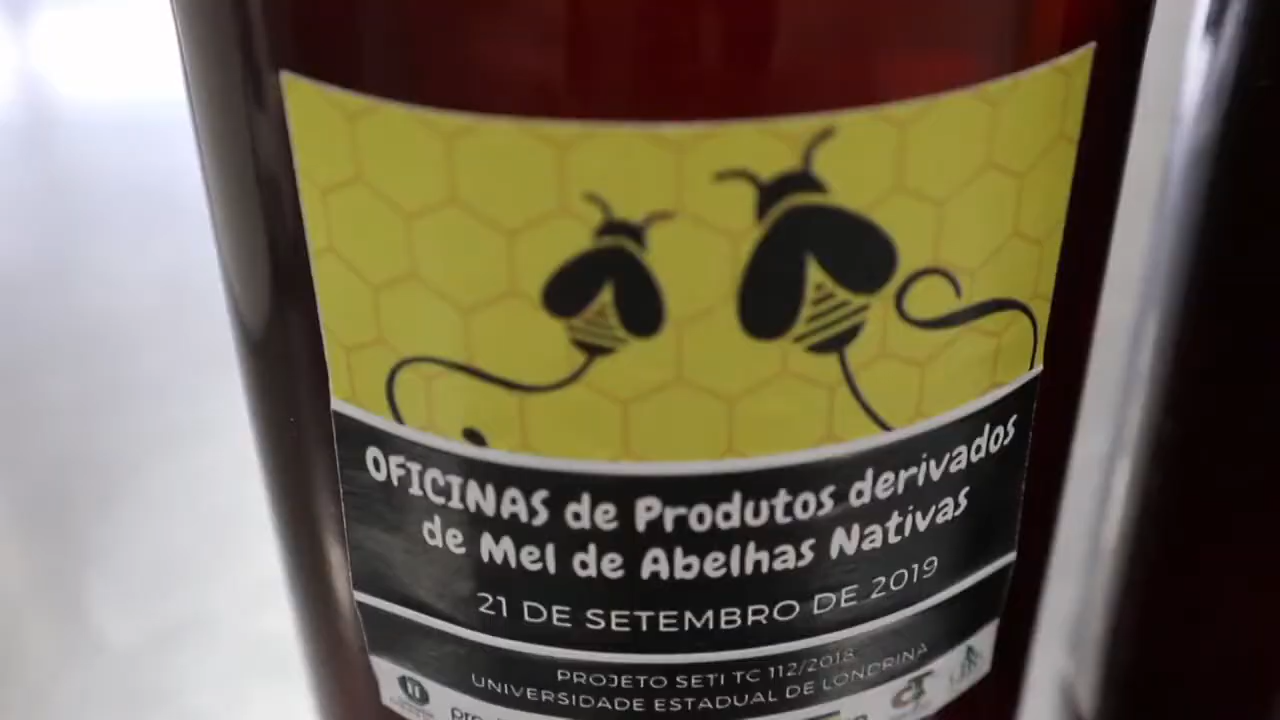 OFICINAS de Produtos derivados
de Mel de Abelhas Nativas
21 DE SETEMBRO DE 2019
PROJETO SETI TC 112/2018
UNIVERSIDADE ESTADUAL DE LONDRINA